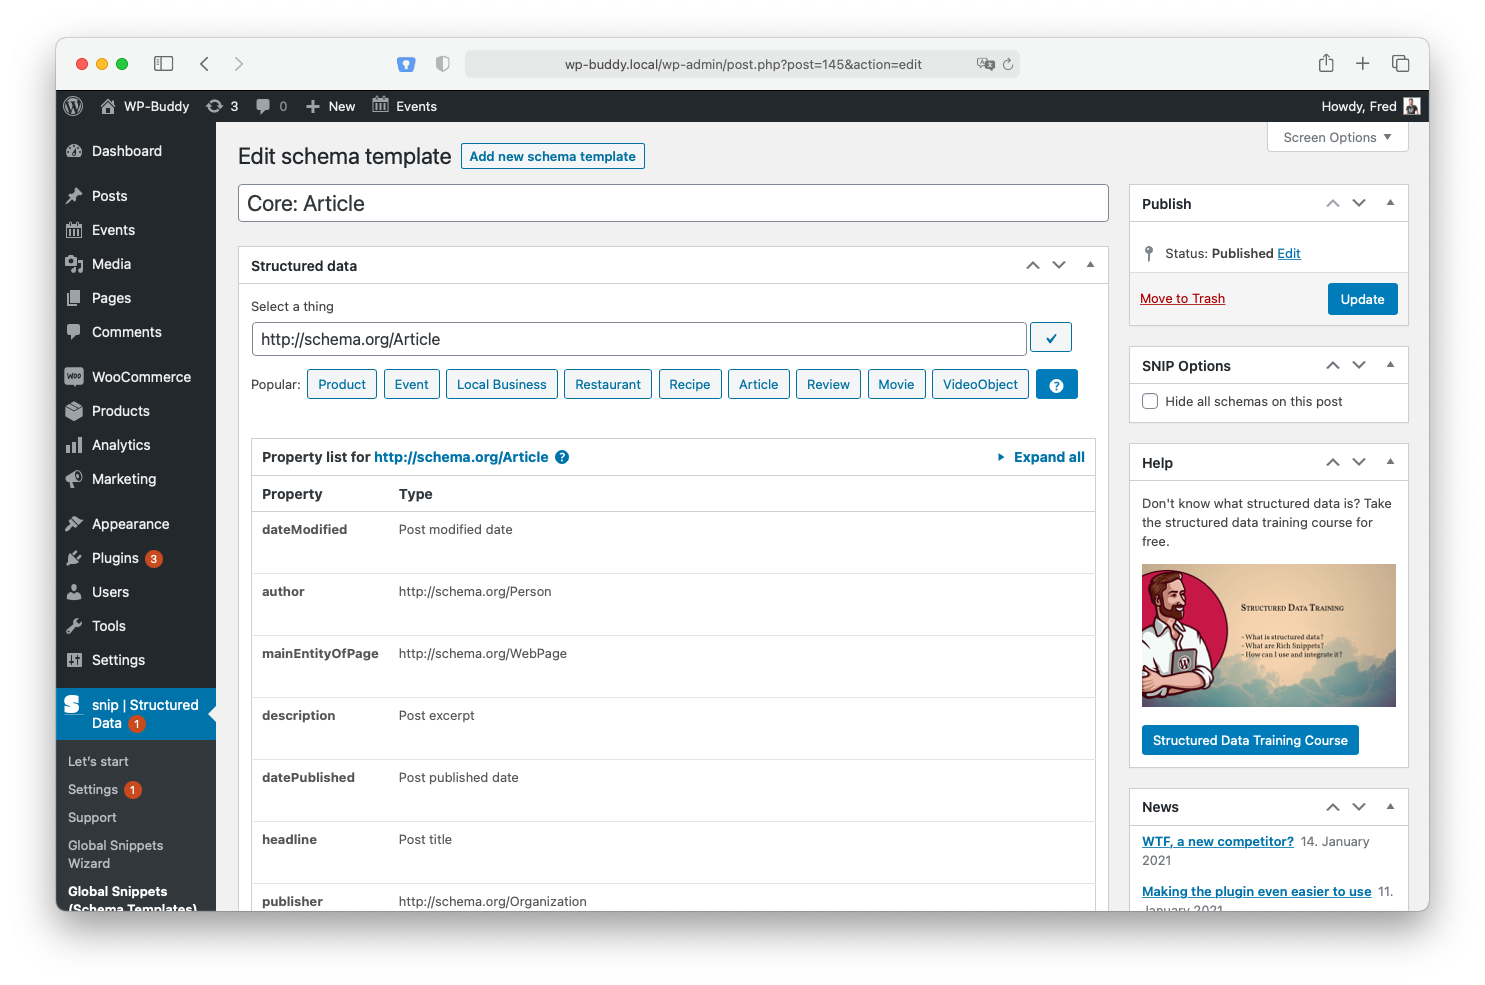 wp-buddy.local/wp-admin/post.php?post=145&action=edit
WP-Buddy 3 0 New Events
Howdy, Fred
Screen Options
Dashboard
Posts
Events
Media
Pages
Comments
WooCommerce
Products
Analytics
Marketing
Appearance
Plugins 3
Users
Tools
Settings
snip | Structured
Data 1
Let's start
Settings 1
Support
Global Snippets
Wizard
Global Snippets
(Schema Templates)
Edit schema template Add new schema template
Core: Article
Structured data
Select a thing
http://schema.org/Article
Popular: Product Event Local Business Restaurant Recipe Article Review Movie VideoObject ?
Property list for http://schema.org/Article ? Expand all
Property Type
dateModified Post modified date
author http://schema.org/Person
mainEntityOfPage http://schema.org/WebPage
description Post excerpt
datePublished Post published date
headline Post title
publisher http://schema.org/Organization
Publish
Status: Published Edit
Move to Trash Update
SNIP Options
Hide all schemas on this post
Help
Don't know what structured data is? Take
the structured data training course for
free.
Structured Data Training
- What is structured data?
- What are Rich Snippets?
- How can I use and integrate it?
Structured Data Training Course
News
WTF, a new competitor? 14. January
2021
Making the plugin even easier to use 11.
January 2021